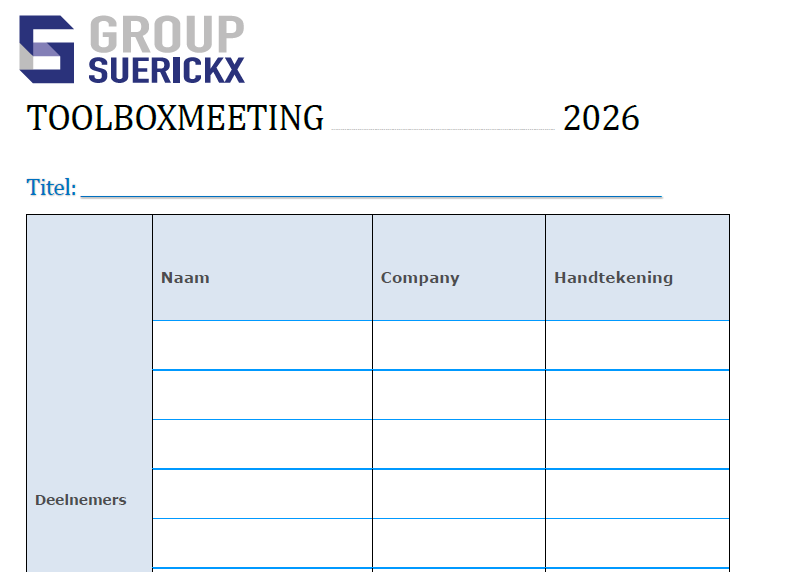 GROUP
SUERICKX
TOOLBOXMEETING 2026
Titel:
Naam Company Handtekening
Deelnemers